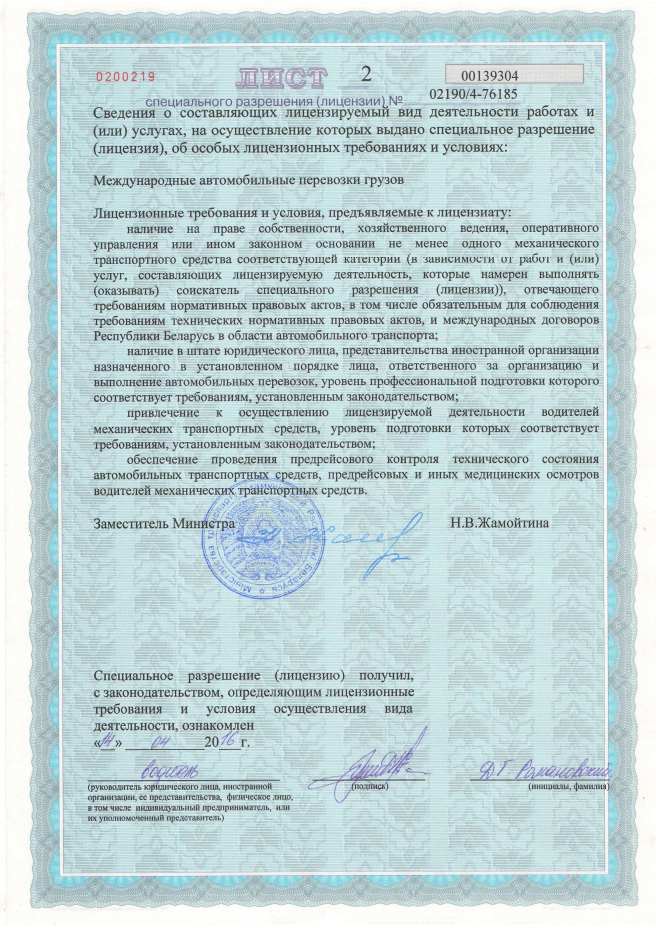 0200219 ЛИСТ 2 00139304
специального разрешения (лицензии) № 02190/4-76185
Сведения о составляющих лицензируемый вид деятельности работах и
(или) услугах, на осуществление которых выдано специальное разрешение
(лицензия), об особых лицензионных требованиях и условиях:
Международные автомобильные перевозки грузов
Лицензионные требования и условия, предъявляемые к лицензиату:
наличие на праве собственности, хозяйственного ведения, оперативного
управления или ином законном основании не менее одного механического
транспортного средства соответствующей категории (в зависимости от работ и (или)
услуг, составляющих лицензируемую деятельность, которые намерен выполнять
(оказывать) соискатель специального разрешения (лицензии)), отвечающего
требованиям нормативных правовых актов, в том числе обязательным для соблюдения
требованиям технических нормативных правовых актов, и международных договоров
Республики Беларусь в области автомобильного транспорта;
наличие в штате юридического лица, представительства иностранной организации
назначенного в установленном порядке лица, ответственного за организацию и
выполнение автомобильных перевозок, уровень профессиональной подготовки которого
соответствует требованиям, установленным законодательством;
привлечение к осуществлению лицензируемой деятельности водителей
механических транспортных средств, уровень подготовки которых соответствует
требованиям, установленным законодательством;
обеспечение проведения предрейсового контроля технического состояния
автомобильных транспортных средств, предрейсовых и иных медицинских осмотров
водителей механических транспортных средств.
Заместитель Министра Н.В.Жамойтина
Специальное разрешение (лицензию) получил,
с законодательством, определяющим лицензионные
требования и условия осуществления вида
деятельности, ознакомлен
«14» 04 2016 г.
водитель ДГ Романовский
(руководитель юридического лица, иностранной (подпись) (инициалы, фамилия)
организации, ее представительства, физическое лицо,
в том числе индивидуальный предприниматель, или
их уполномоченный представитель)